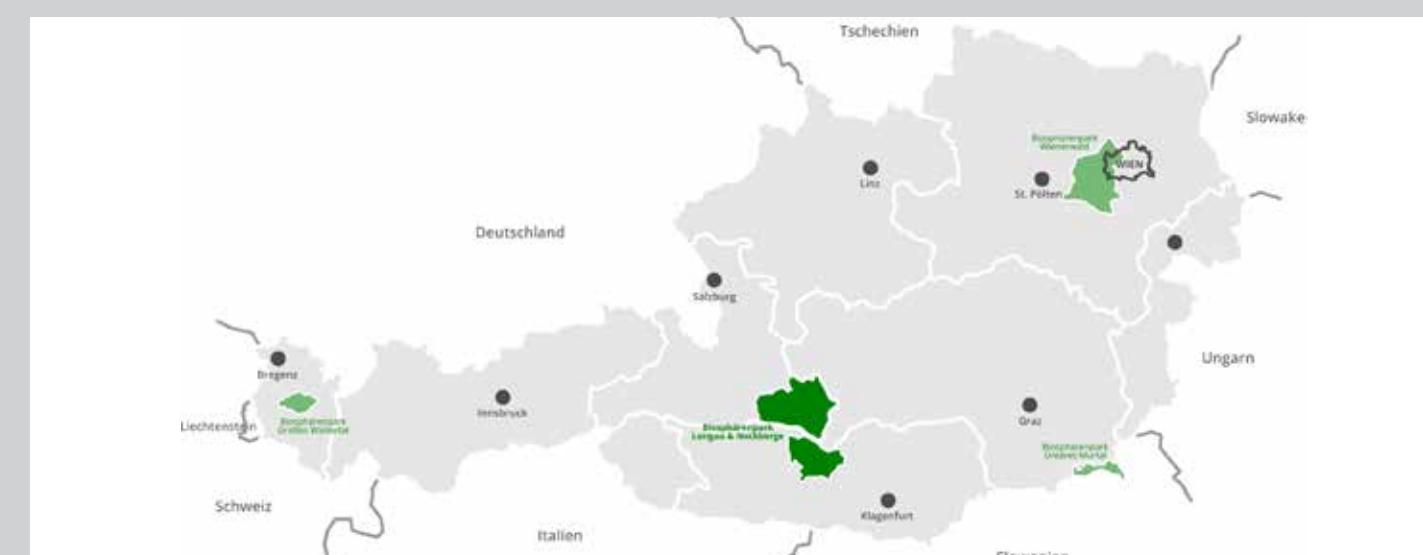 Tschechien
Slowake
Biosphärenpark
Wienerwald
WIEN
Linz
St. Pölten
Deutschland
Salzburg
Ungarn
Bregenz
Innsbruck
Graz
Liechtenstein
Biosphärenpark
Großes Walsertal
Biosphärenpark
Lungau & Nockberge
Biosphärenpark
Unteres Murtal
Schweiz
Klagenfurt
Italien